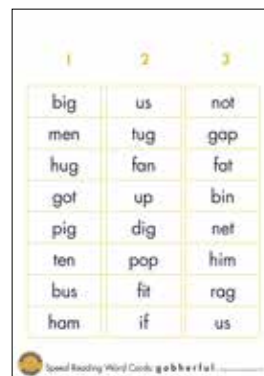 1 2 3
big us not
men tug gap
hug fan fat
got up bin
pig dig net
ten pop him
bus fit rag
ham if us
Speed Reading Word Cards: g o b h e r f u l